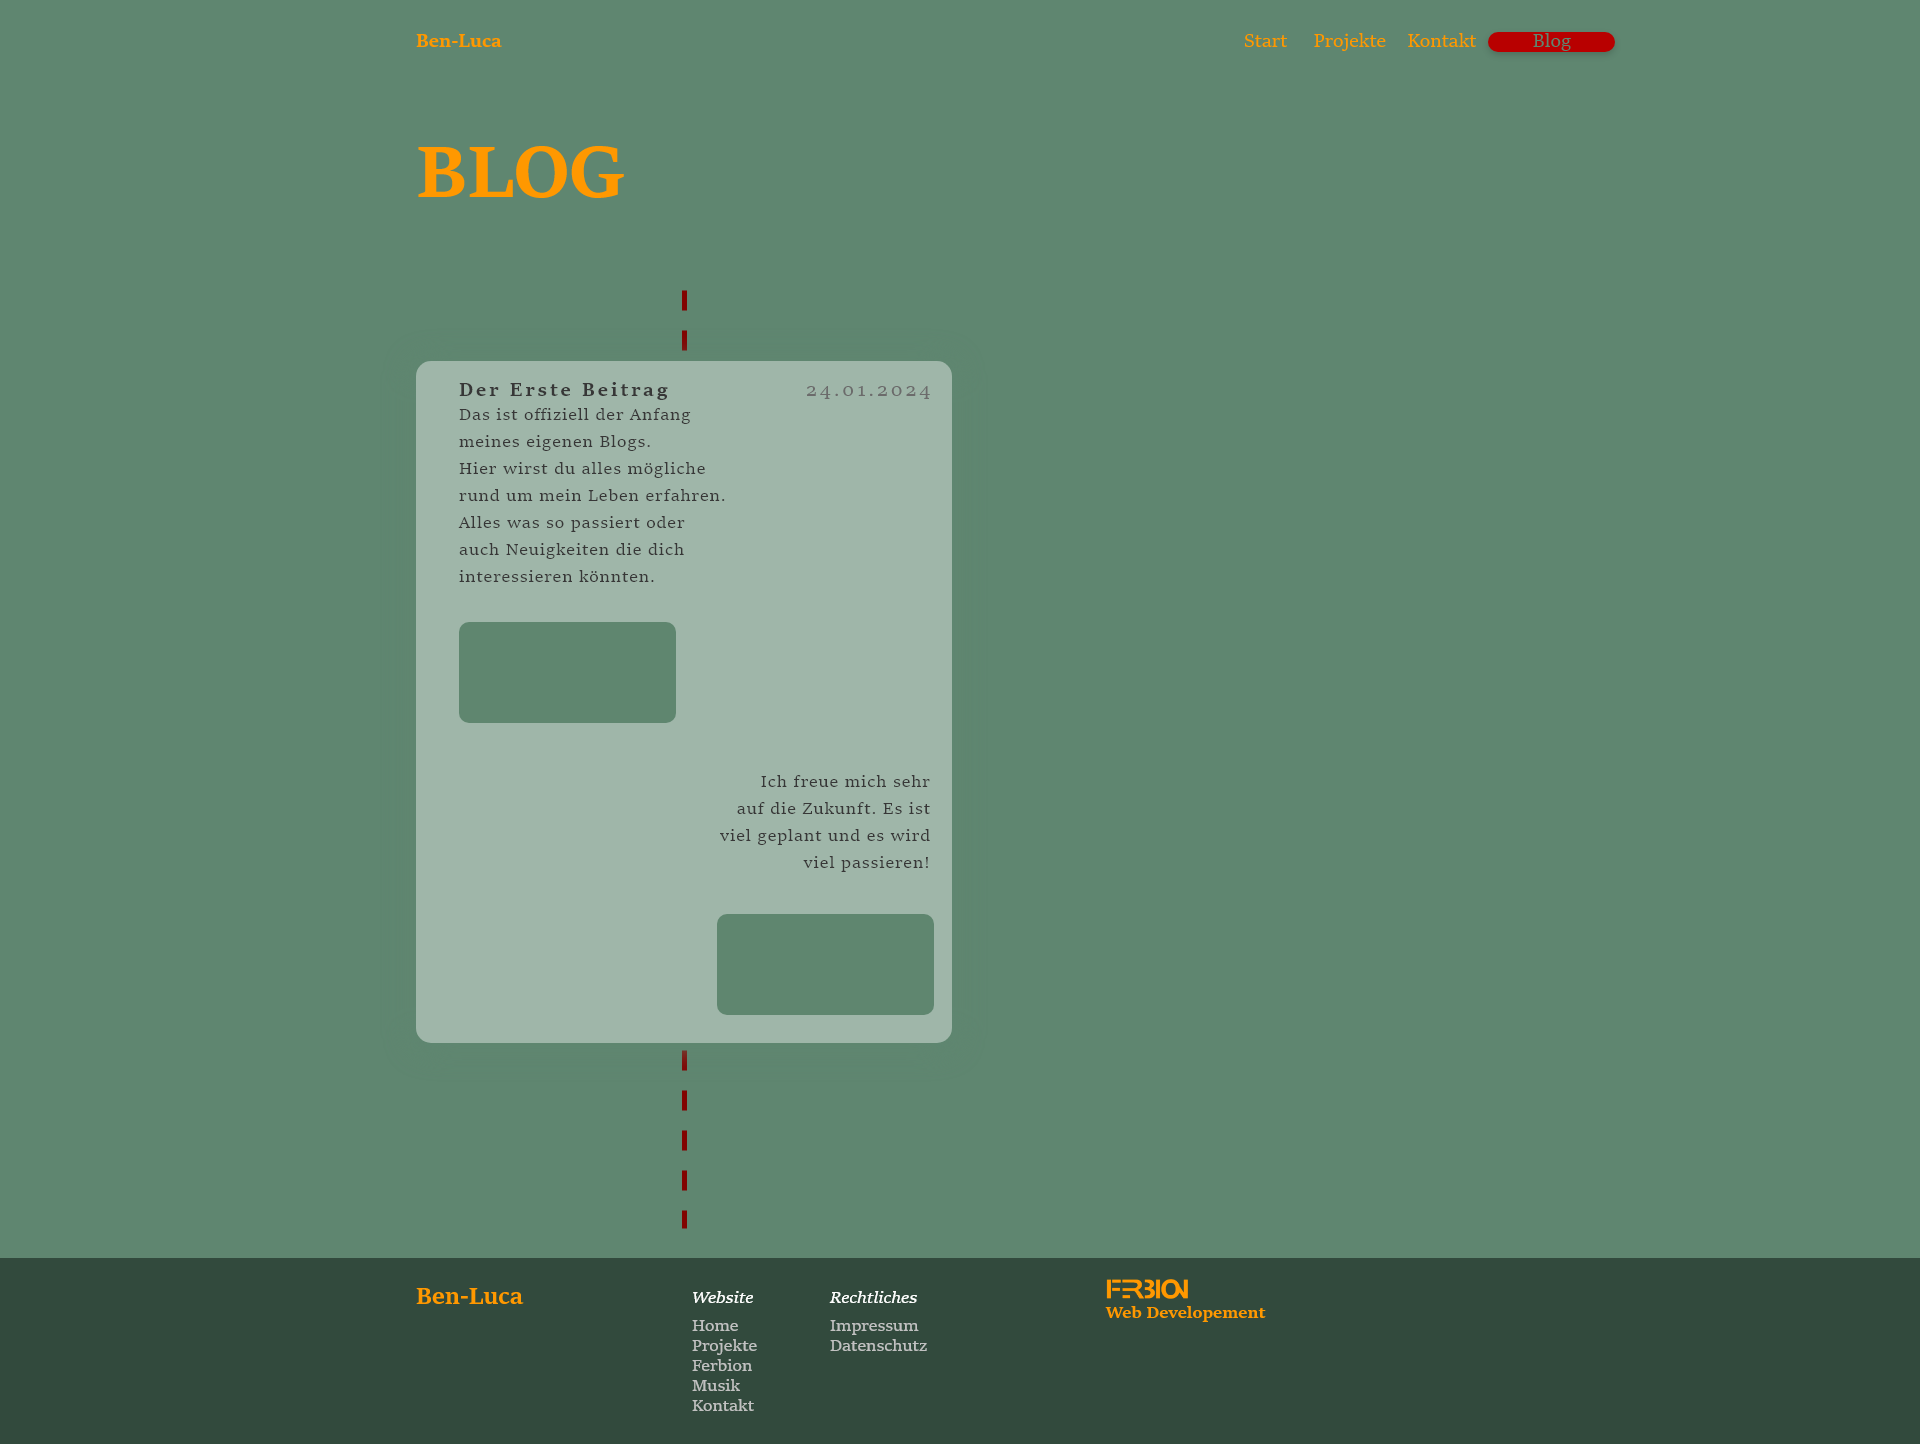 Ben-Luca
Start Projekte Kontakt Blog
BLOG
Der Erste Beitrag 24.01.2024
Das ist offiziell der Anfang
meines eigenen Blogs.
Hier wirst du alles mögliche
rund um mein Leben erfahren.
Alles was so passiert oder
auch Neuigkeiten die dich
interessieren könnten.
Ich freue mich sehr
auf die Zukunft. Es ist
viel geplant und es wird
viel passieren!
Ben-Luca
Website
Home
Projekte
Ferbion
Musik
Kontakt
Rechtliches
Impressum
Datenschutz
FERBION
Web Developement